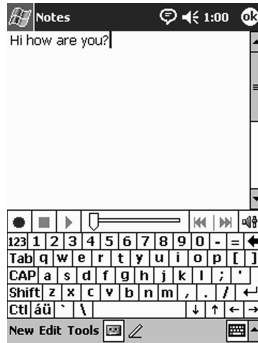 Notes 1:00 ok
Hi how are you?
123 1 2 3 4 5 6 7 8 9 0 - =
Tab q w e r t y u i o p [ ]
CAP a s d f g h j k l ; '
Shift z x c v b n m , . /
Ctl áü ` \
New Edit Tools